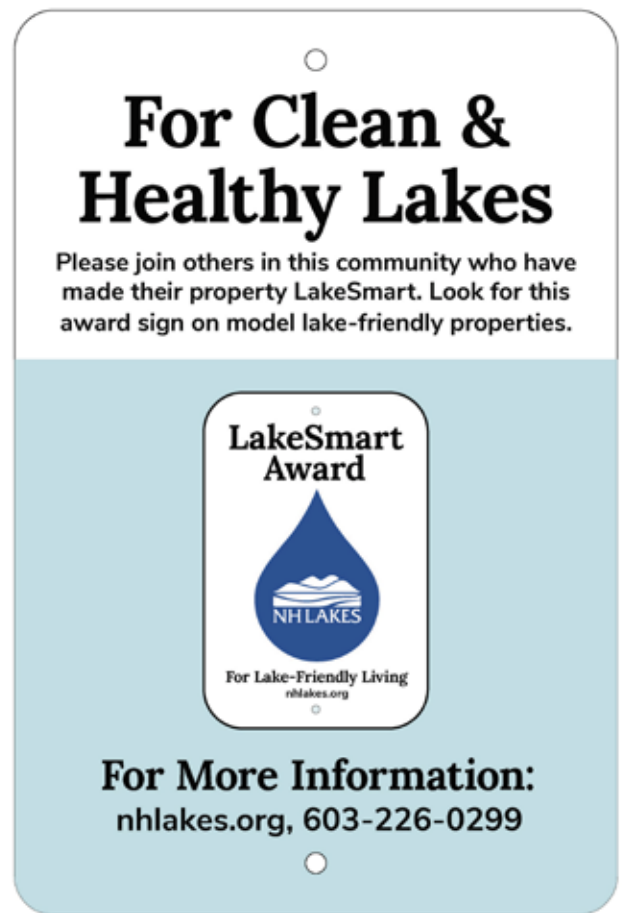 For Clean &
Healthy Lakes
Please join others in this community who have
made their property LakeSmart. Look for this
award sign on model lake-friendly properties.
LakeSmart
Award
NH LAKES
For Lake-Friendly Living
nhlakes.org
For More Information:
nhlakes.org, 603-226-0299